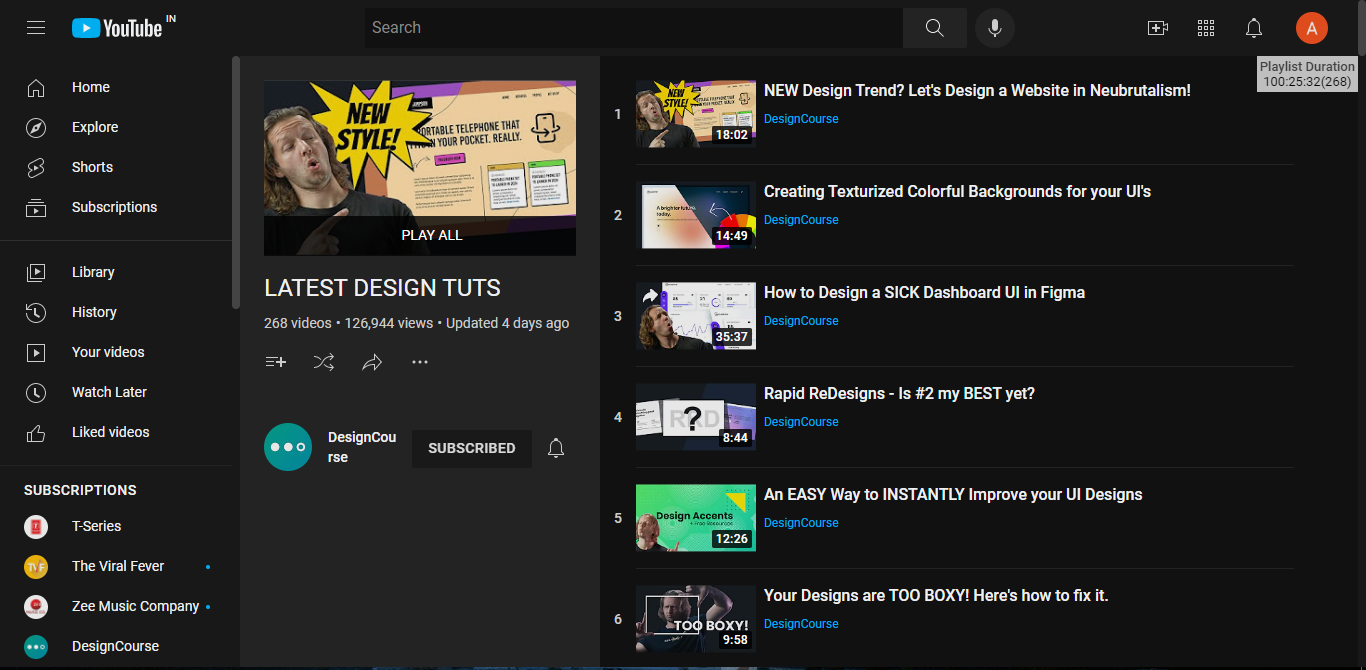 YouTube IN
Search
A
Playlist Duration
100:25:32(268)
Home
Explore
Shorts
Subscriptions
Library
History
Your videos
Watch Later
Liked videos
SUBSCRIPTIONS
T-Series
The Viral Fever
Zee Music Company
DesignCourse
NEW
STYLE!
PORTABLE TELEPHONE THAT
IN YOUR POCKET. REALLY.
PLAY ALL
LATEST DESIGN TUTS
268 videos • 126,944 views • Updated 4 days ago
DesignCou
rse
SUBSCRIBED
1
NEW
STYLE!
18:02
NEW Design Trend? Let's Design a Website in Neubrutalism!
DesignCourse
2
A brighter future,
today.
14:49
Creating Texturized Colorful Backgrounds for your UI's
DesignCourse
3
35:37
How to Design a SICK Dashboard UI in Figma
DesignCourse
4
?
8:44
Rapid ReDesigns - Is #2 my BEST yet?
DesignCourse
5
Design Accents
+ Free Resource
12:26
An EASY Way to INSTANTLY Improve your UI Designs
DesignCourse
6
TOO BOXY!
9:58
Your Designs are TOO BOXY! Here's how to fix it.
DesignCourse